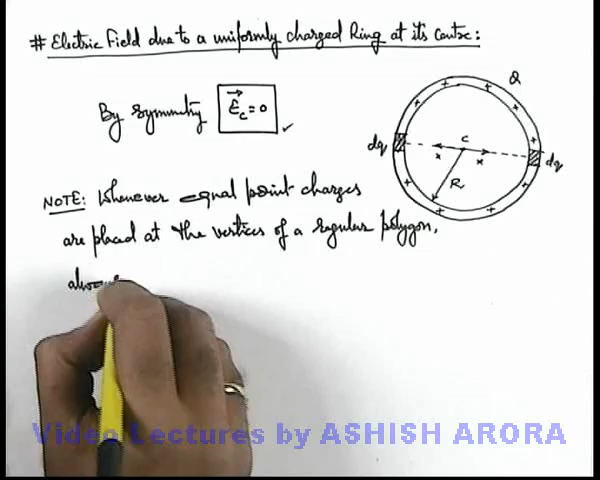 # Electric Field due to a uniformly charged Ring at its Centre:
By Symmetry E⃗c = 0 ✓
Q
dq
C
dq
x x
R
+ + + + + + + + + +
NOTE: Whenever equal point charges
are placed at the vertices of a regular polygon,
Video Lectures by ASHISH ARORA